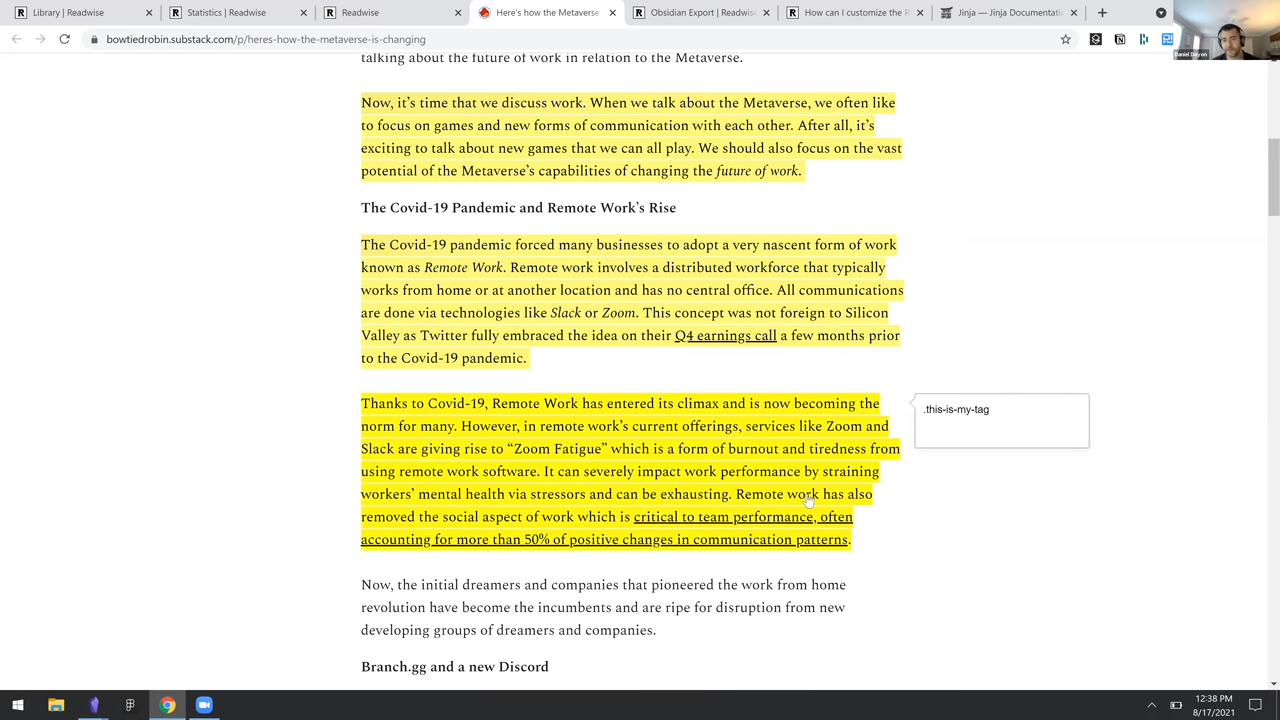 Library | Readwise
Statistics | Readwise
Readwise
Here's how the Metaverse
Obsidian Export | Readwis
How can I customize the R
Jinja — Jinja Documentatio
bowtiedrobin.substack.com/p/heres-how-the-metaverse-is-changing
Daniel Doyon
talking about the future of work in relation to the Metaverse.
Now, it's time that we discuss work. When we talk about the Metaverse, we often like
to focus on games and new forms of communication with each other. After all, it's
exciting to talk about new games that we can all play. We should also focus on the vast
potential of the Metaverse's capabilities of changing the future of work.
The Covid-19 Pandemic and Remote Work's Rise
The Covid-19 pandemic forced many businesses to adopt a very nascent form of work
known as Remote Work. Remote work involves a distributed workforce that typically
works from home or at another location and has no central office. All communications
are done via technologies like Slack or Zoom. This concept was not foreign to Silicon
Valley as Twitter fully embraced the idea on their Q4 earnings call a few months prior
to the Covid-19 pandemic.
Thanks to Covid-19, Remote Work has entered its climax and is now becoming the
norm for many. However, in remote work's current offerings, services like Zoom and
Slack are giving rise to “Zoom Fatigue” which is a form of burnout and tiredness from
using remote work software. It can severely impact work performance by straining
workers' mental health via stressors and can be exhausting. Remote work has also
removed the social aspect of work which is critical to team performance, often
accounting for more than 50% of positive changes in communication patterns.
.this-is-my-tag
Now, the initial dreamers and companies that pioneered the work from home
revolution have become the incumbents and are ripe for disruption from new
developing groups of dreamers and companies.
Branch.gg and a new Discord
12:38 PM
8/17/2021